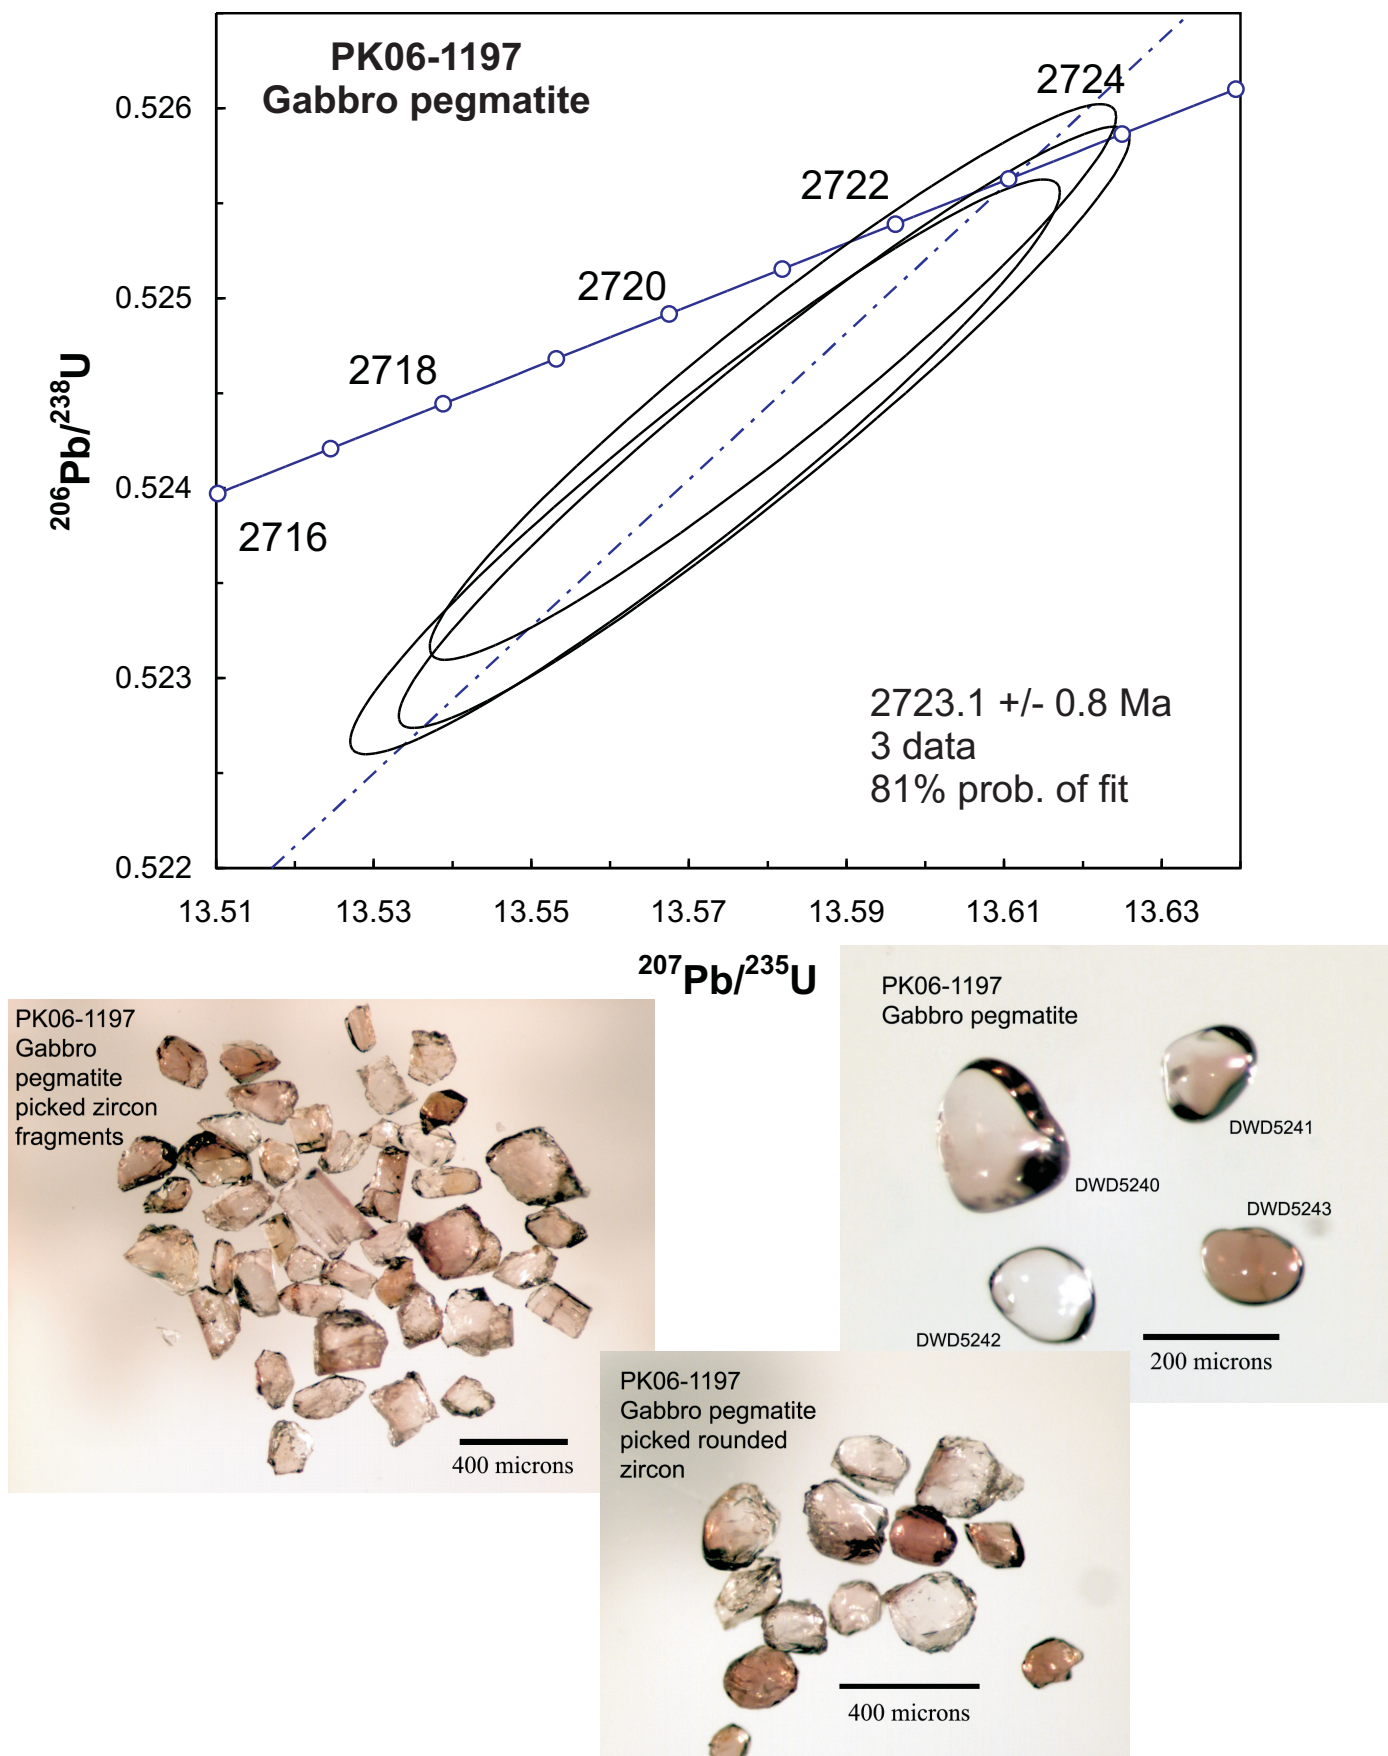 PK06-1197
Gabbro pegmatite
0.526
0.525
0.524
0.523
0.522
206Pb/238U
2724
2722
2720
2718
2716
2723.1 +/- 0.8 Ma
3 data
81% prob. of fit
13.51 13.53 13.55 13.57 13.59 13.61 13.63
207Pb/235U
PK06-1197
Gabbro
pegmatite
picked zircon
fragments
400 microns
PK06-1197
Gabbro pegmatite
DWD5241
DWD5240
DWD5243
DWD5242
200 microns
PK06-1197
Gabbro pegmatite
picked rounded
zircon
400 microns